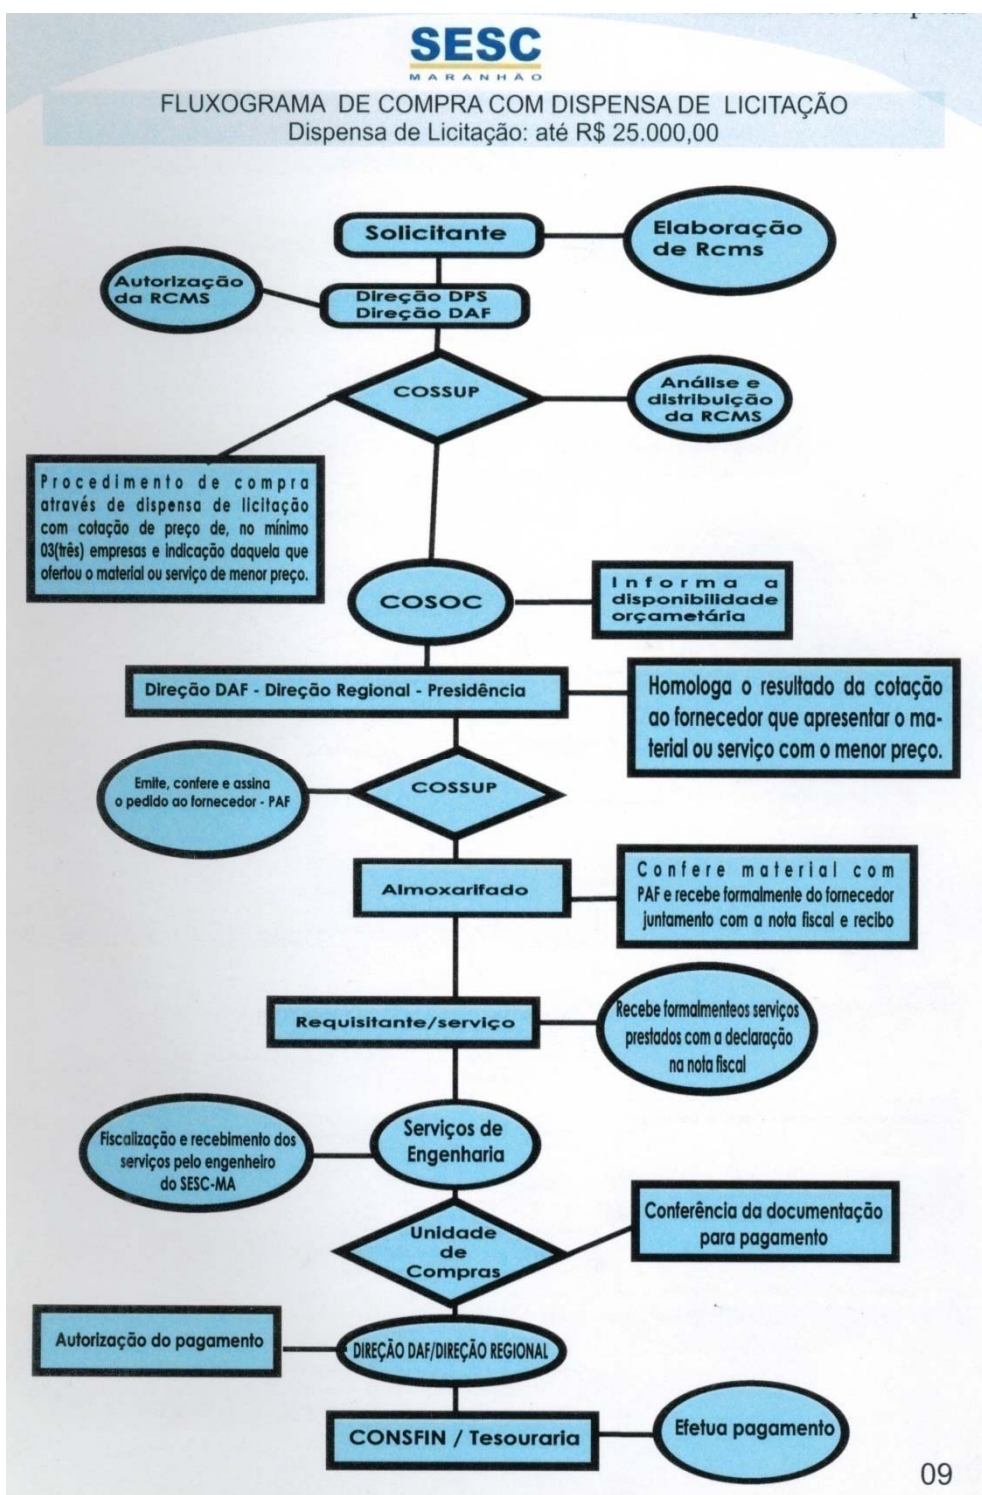 SESC
MARANHÃO
FLUXOGRAMA DE COMPRA COM DISPENSA DE LICITAÇÃO
Dispensa de Licitação: até R$ 25.000,00
Solicitante
Elaboração
de Rcms
Autorização
da RCMS
Direção DPS
Direção DAF
COSSUP
Análise e
distribuição
da RCMS
Procedimento de compra
através de dispensa de licitação
com cotação de preço de, no mínimo
03(três) empresas e indicação daquela que
ofertou o material ou serviço de menor preço.
COSOC
Informa a
disponibilidade
orçametária
Direção DAF - Direção Regional - Presidência
Homologa o resultado da cotação
ao fornecedor que apresentar o ma-
terial ou serviço com o menor preço.
Emite, confere e assina
o pedido ao fornecedor - PAF
COSSUP
Almoxarifado
Confere material com
PAF e recebe formalmente do fornecedor
juntamento com a nota fiscal e recibo
Requisitante/serviço
Recebe formalmenteos serviços
prestados com a declaração
na nota fiscal
Fiscalização e recebimento dos
serviços pelo engenheiro
do SESC-MA
Serviços de
Engenharia
Unidade
de
Compras
Conferência da documentação
para pagamento
Autorização do pagamento
DIREÇÃO DAF/DIREÇÃO REGIONAL
CONSFIN / Tesouraria
Efetua pagamento
09